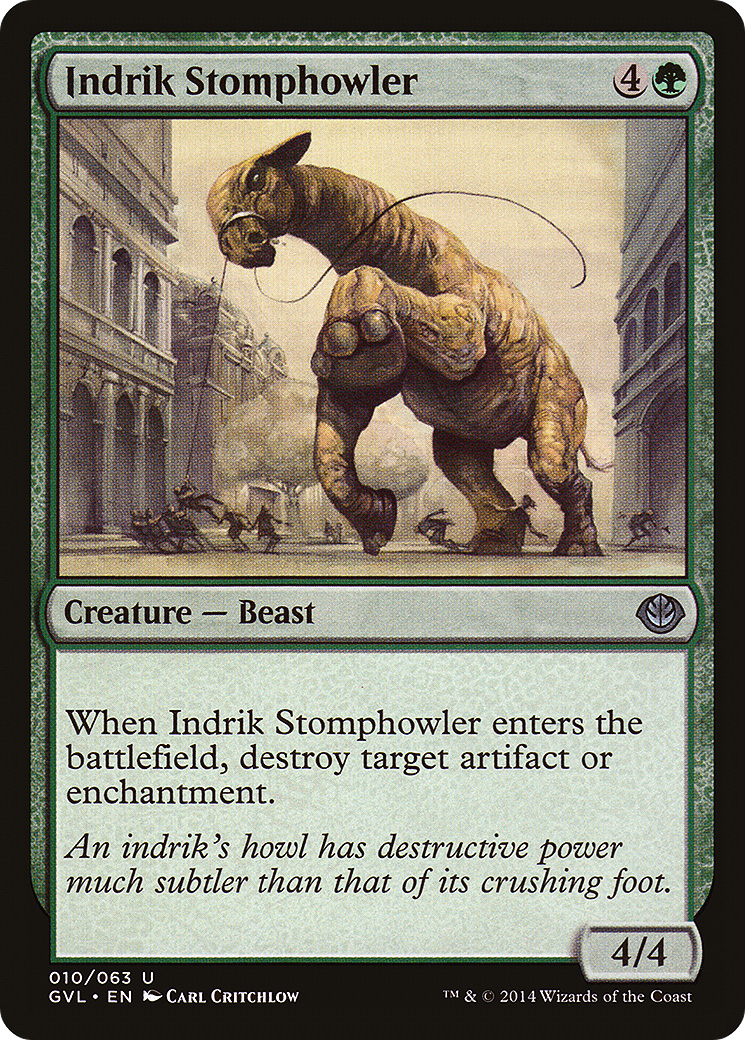 Indrik Stomphowler 4
Creature — Beast
When Indrik Stomphowler enters the
battlefield, destroy target artifact or
enchantment.
An indrik's howl has destructive power
much subtler than that of its crushing foot.
4/4
010/063 U
GVL • EN Carl Critchlow
™ & © 2014 Wizards of the Coast